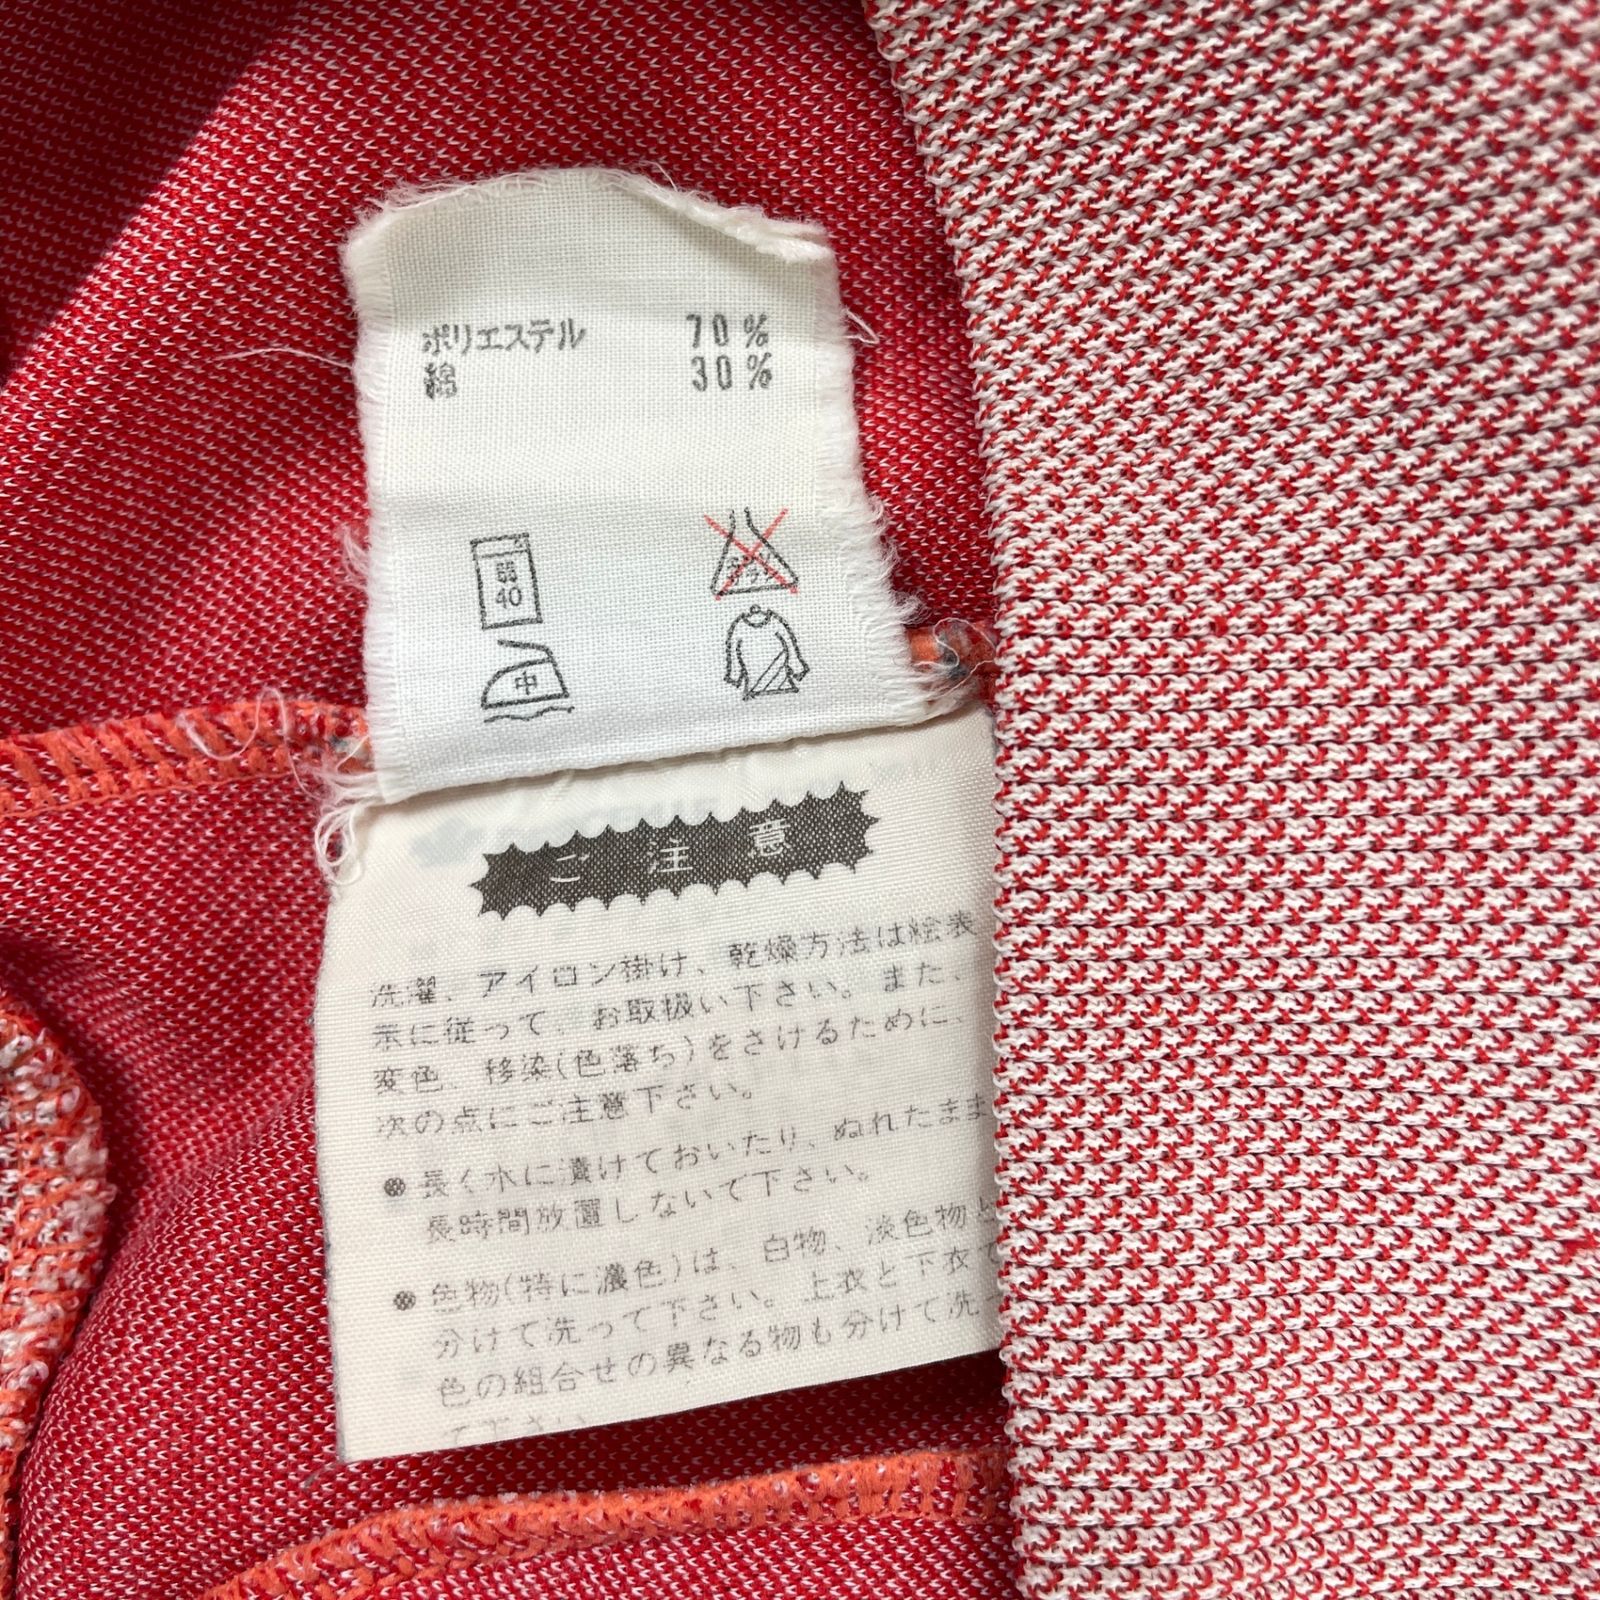 ポリエステル 70%
綿 30%
弱
40
中
ご注意
洗濯、アイロン掛け、乾燥方法は絵表
示に従って、お取扱い下さい。また、
変色、移染(色落ち)をさけるために、
次の点にご注意下さい。
●長く水に漬けておいたり、ぬれたまま
長時間放置しないで下さい。
●色物(特に濃色)は、白物、淡色物と
分けて洗って下さい。上衣と下衣で
色の組合せの異なる物も分けて洗っ
て下さい